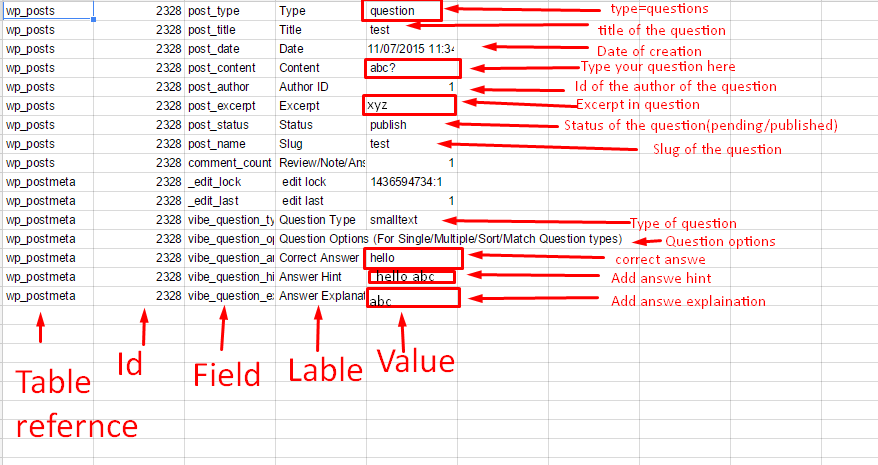 wp_posts 2328 post_type Type question type=questions
wp_posts 2328 post_title Title test title of the question
wp_posts 2328 post_date Date 11/07/2015 11:34 Date of creation
wp_posts 2328 post_content Content abc? Type your question here
wp_posts 2328 post_author Author ID 1 Id of the author of the question
wp_posts 2328 post_excerpt Excerpt xyz Excerpt in question
wp_posts 2328 post_status Status publish Status of the question(pending/published)
wp_posts 2328 post_name Slug test Slug of the question
wp_posts 2328 comment_count Review/Note/Ans 1
wp_postmeta 2328 _edit_lock edit lock 1436594734:1
wp_postmeta 2328 _edit_last edit last 1
wp_postmeta 2328 vibe_question_ty Question Type smalltext Type of question
wp_postmeta 2328 vibe_question_op Question Options (For Single/Multiple/Sort/Match Question types) Question options
wp_postmeta 2328 vibe_question_an Correct Answer hello correct answe
wp_postmeta 2328 vibe_question_hi Answer Hint hello abc Add answe hint
wp_postmeta 2328 vibe_question_ex Answer Explanat abc Add answe explaination
Table refernce Id Field Lable Value